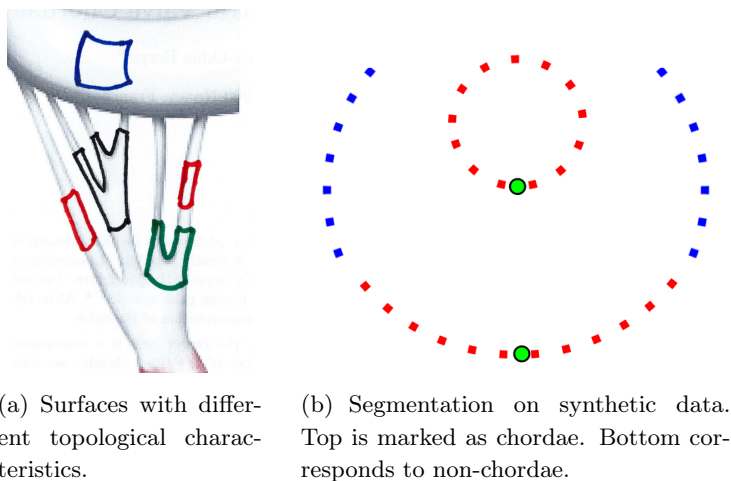 (a) Surfaces with differ-
ent topological charac-
teristics.
(b) Segmentation on synthetic data.
Top is marked as chordae. Bottom cor-
responds to non-chordae.